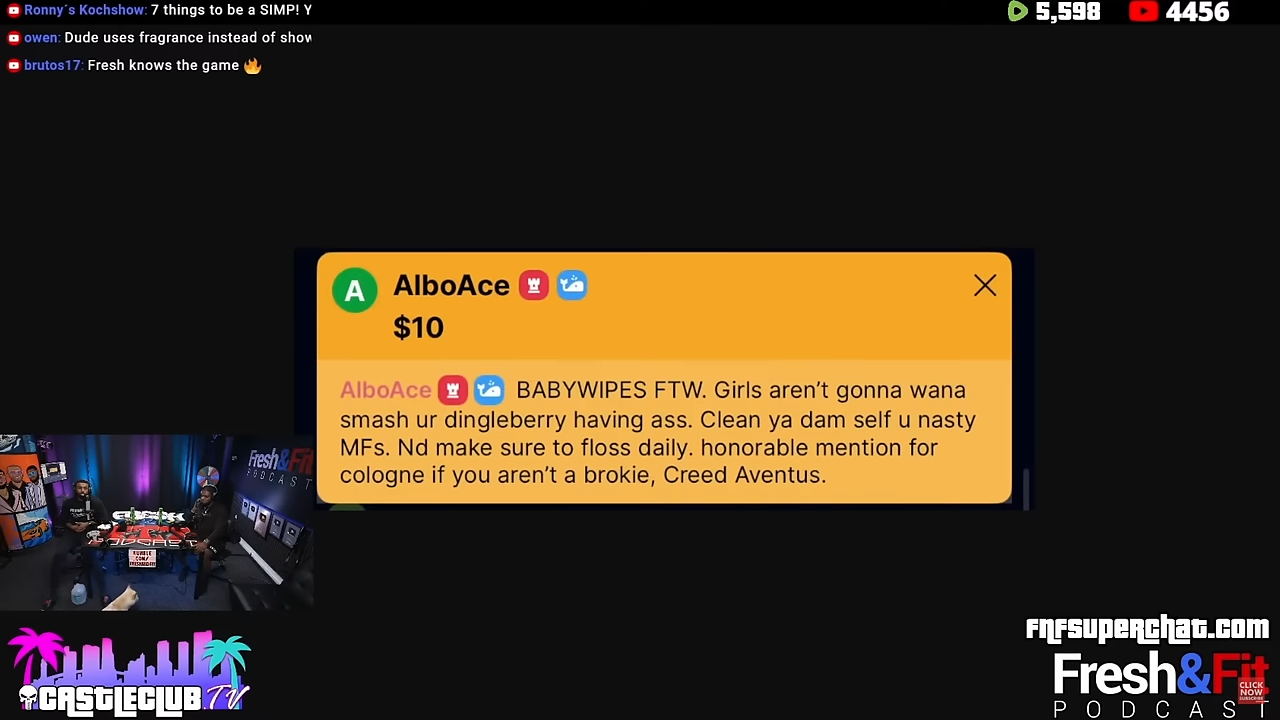 Ronny´s Kochshow: 7 things to be a SIMP! Y
owen: Dude uses fragrance instead of show
brutos17: Fresh knows the game
5,598 4456
A AlboAce
$10
AlboAce BABYWIPES FTW. Girls aren’t gonna wana
smash ur dingleberry having ass. Clean ya dam self u nasty
MFs. Nd make sure to floss daily. honorable mention for
cologne if you aren’t a brokie, Creed Aventus.
Fresh&Fit
PODCAST
RUMBLE
CASTLECLUB TV
fnfsuperchat.com
Fresh&Fit
CLICK
NOW
PODCAST